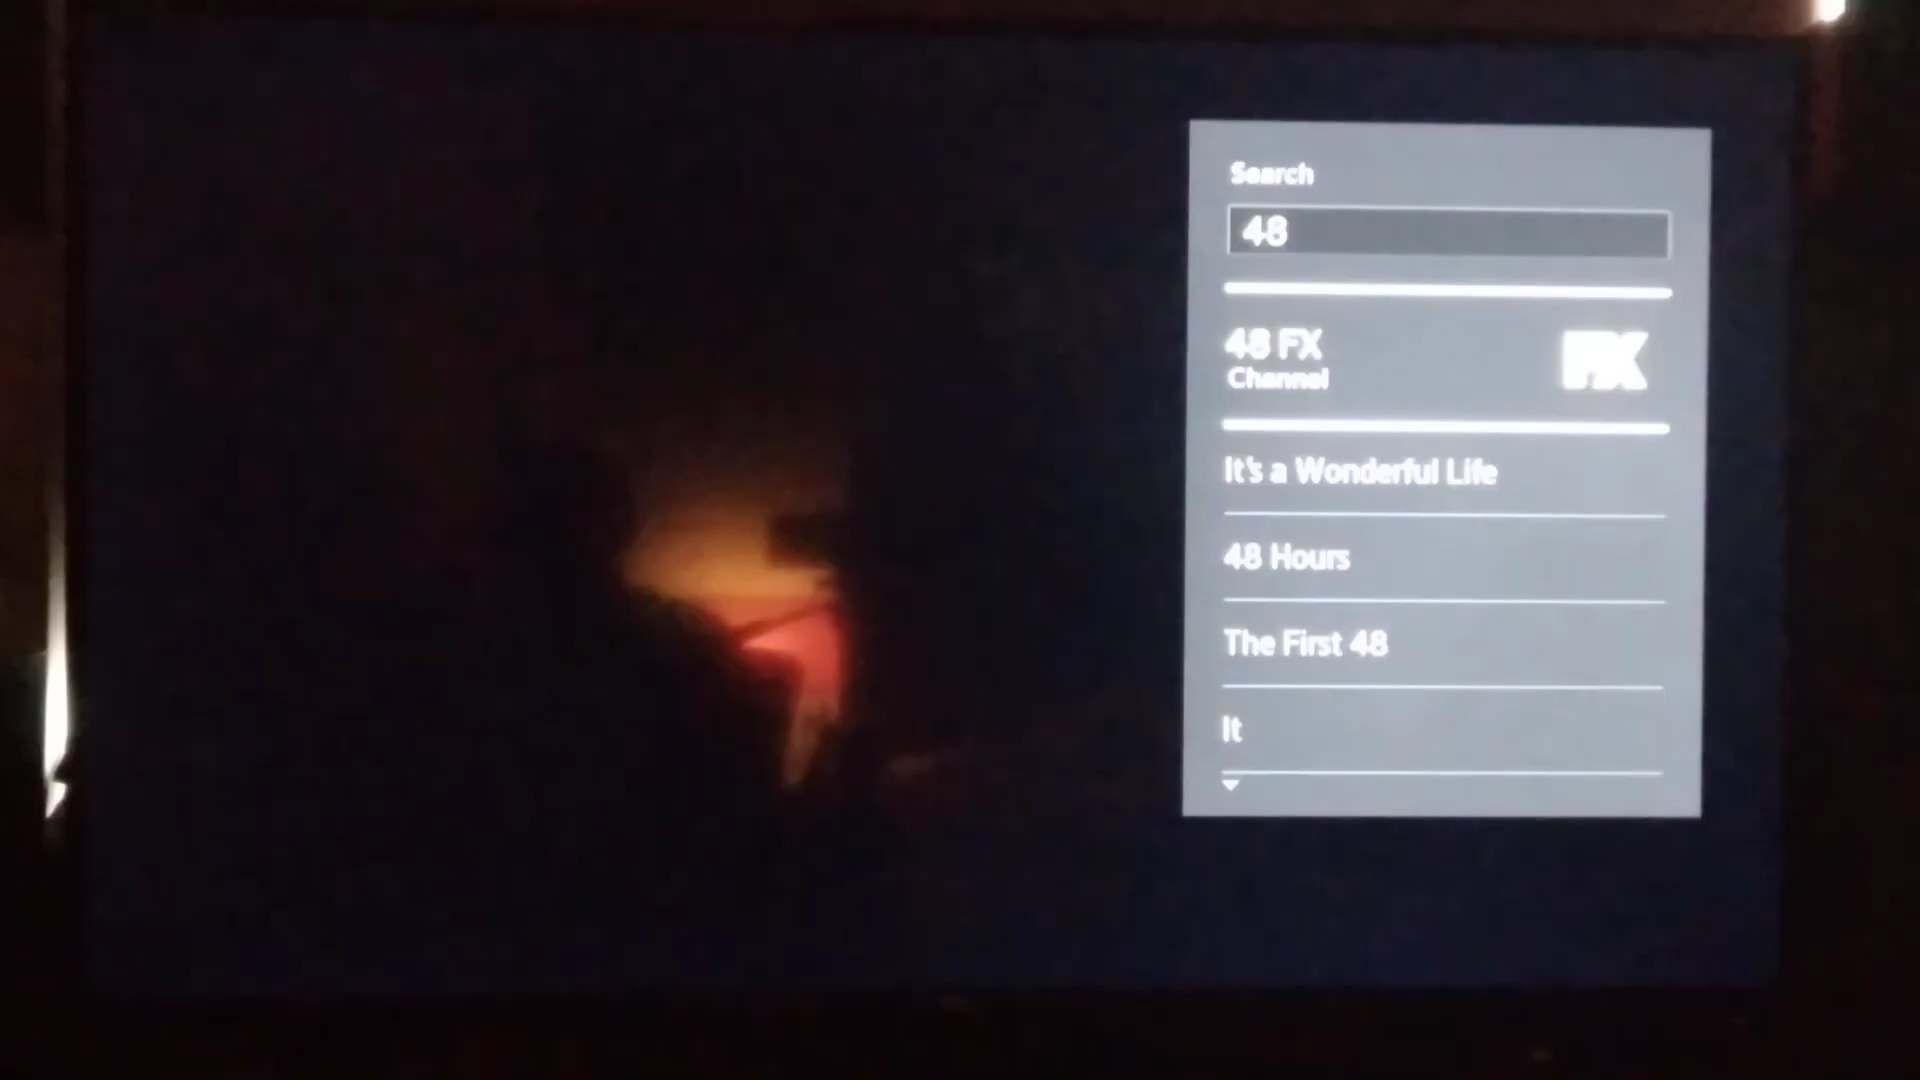 Search
48
48 FX
FX
Channel
It's a Wonderful Life
48 Hours
The First 48
It